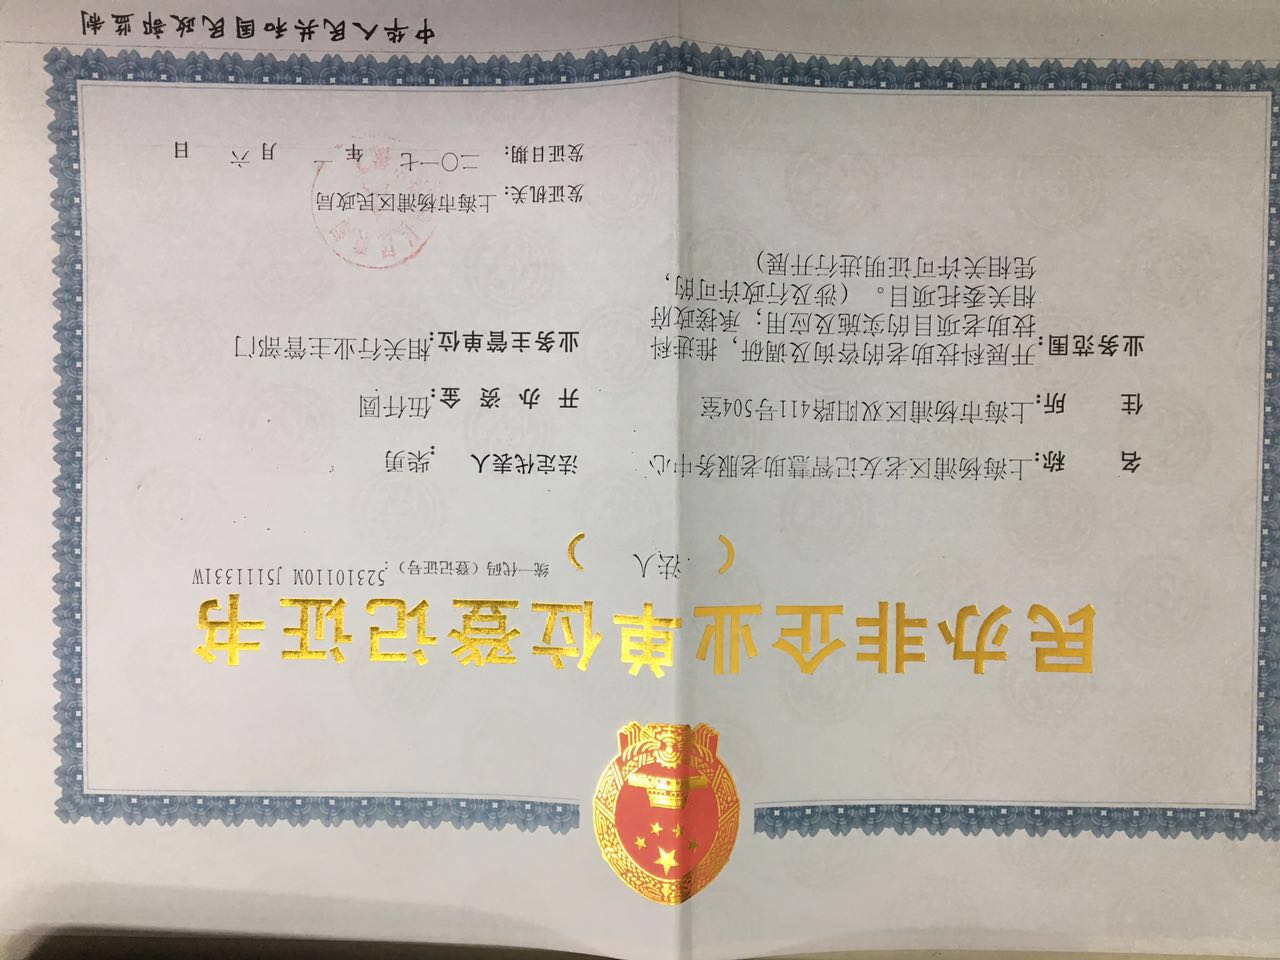 民办非企业单位登记证书
（ 法人 ） 统一代码（登记证号）：52310110M J5111331W
名 称：上海杨浦区老友记智慧助老服务中心
住 所：上海市杨浦区双阳路411号504室
业务范围：开展科技助老的咨询及调研，推进科
技助老项目的实施及应用；承接政府
相关委托项目。（涉及行政许可的，
凭相关许可证明进行开展）
法定代表人：柴勇
开办资金：伍仟圆
业务主管单位：相关行业主管部门
发证机关：上海市杨浦区民政局
发证日期：二〇一七 年 一 月 六 日
中华人民共和国民政部监制